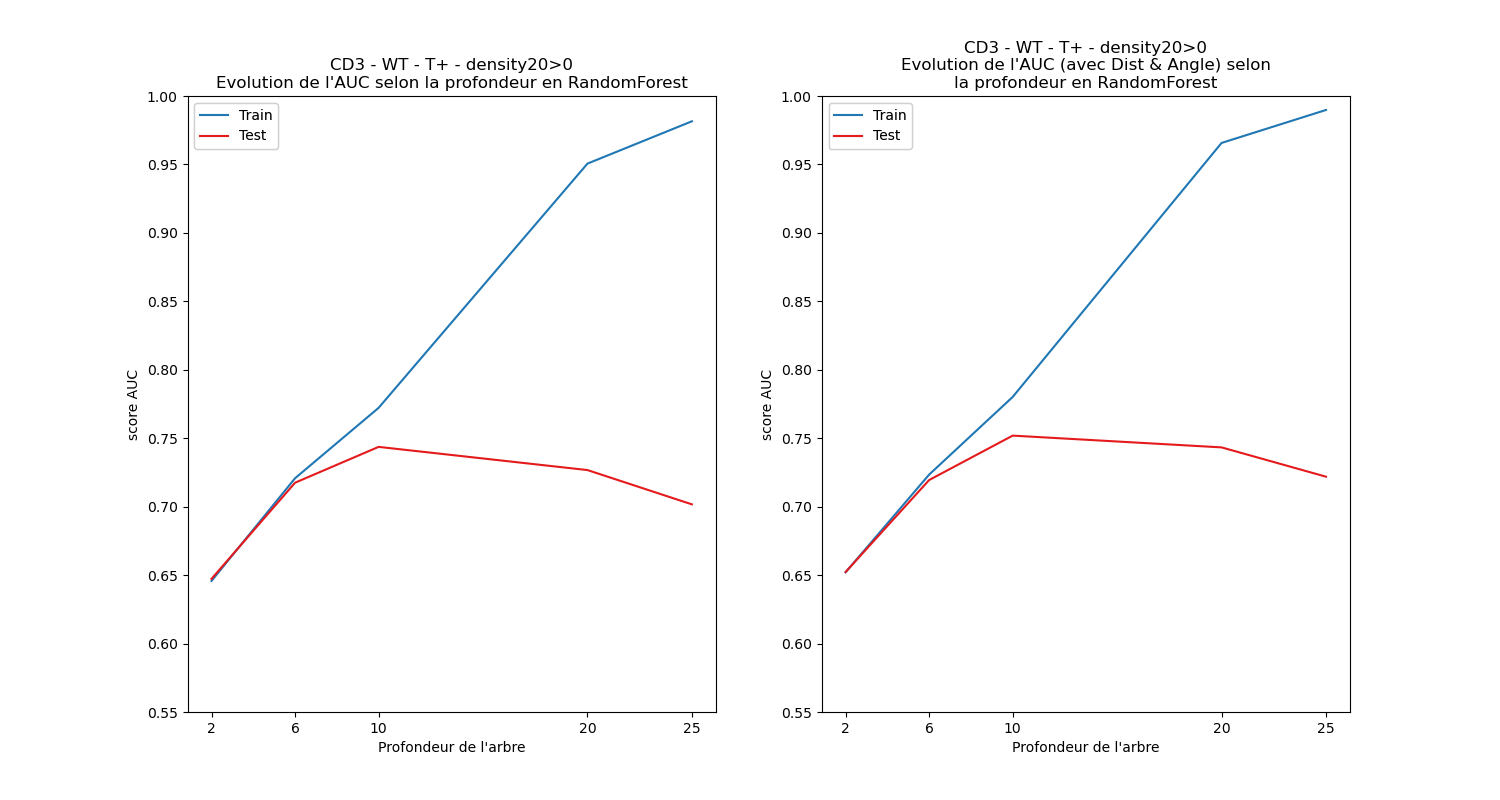 CD3 - WT - T+ - density20>0
Evolution de l'AUC selon la profondeur en RandomForest
1.00
0.95
0.90
0.85
0.80
0.75
0.70
0.65
0.60
0.55
score AUC
Train
Test
2 6 10 20 25
Profondeur de l'arbre
CD3 - WT - T+ - density20>0
Evolution de l'AUC (avec Dist & Angle) selon
la profondeur en RandomForest
1.00
0.95
0.90
0.85
0.80
0.75
0.70
0.65
0.60
0.55
score AUC
Train
Test
2 6 10 20 25
Profondeur de l'arbre